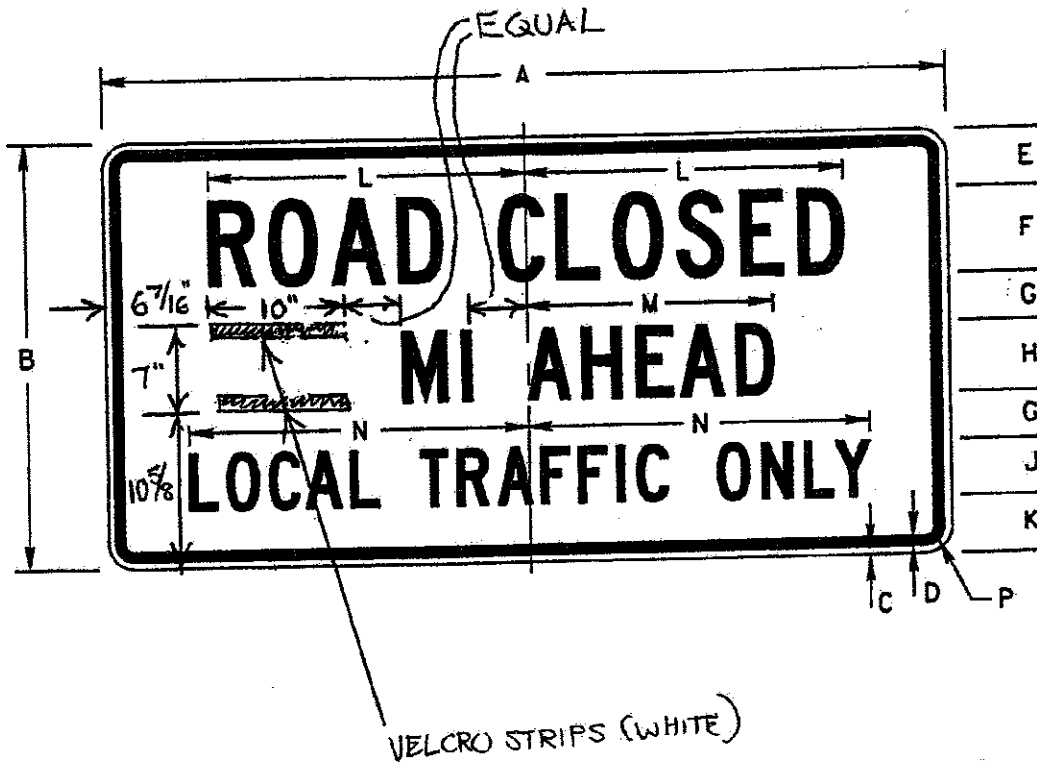 EQUAL
A
E
L L
ROAD CLOSED
F
6 7/16" 10" M
G
B
7"
MI AHEAD
H
G
N N
10 5/8
LOCAL TRAFFIC ONLY
J
K
C D P
VELCRO STRIPS (WHITE)